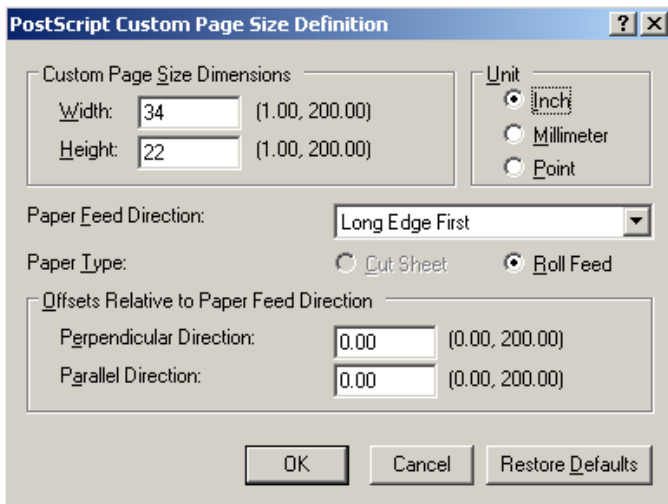 PostScript Custom Page Size Definition
Custom Page Size Dimensions
Width: 34 (1.00, 200.00)
Height: 22 (1.00, 200.00)
Unit
Inch
Millimeter
Point
Paper Feed Direction: Long Edge First
Paper Type: Cut Sheet Roll Feed
Offsets Relative to Paper Feed Direction
Perpendicular Direction: 0.00 (0.00, 200.00)
Parallel Direction: 0.00 (0.00, 200.00)
OK Cancel Restore Defaults